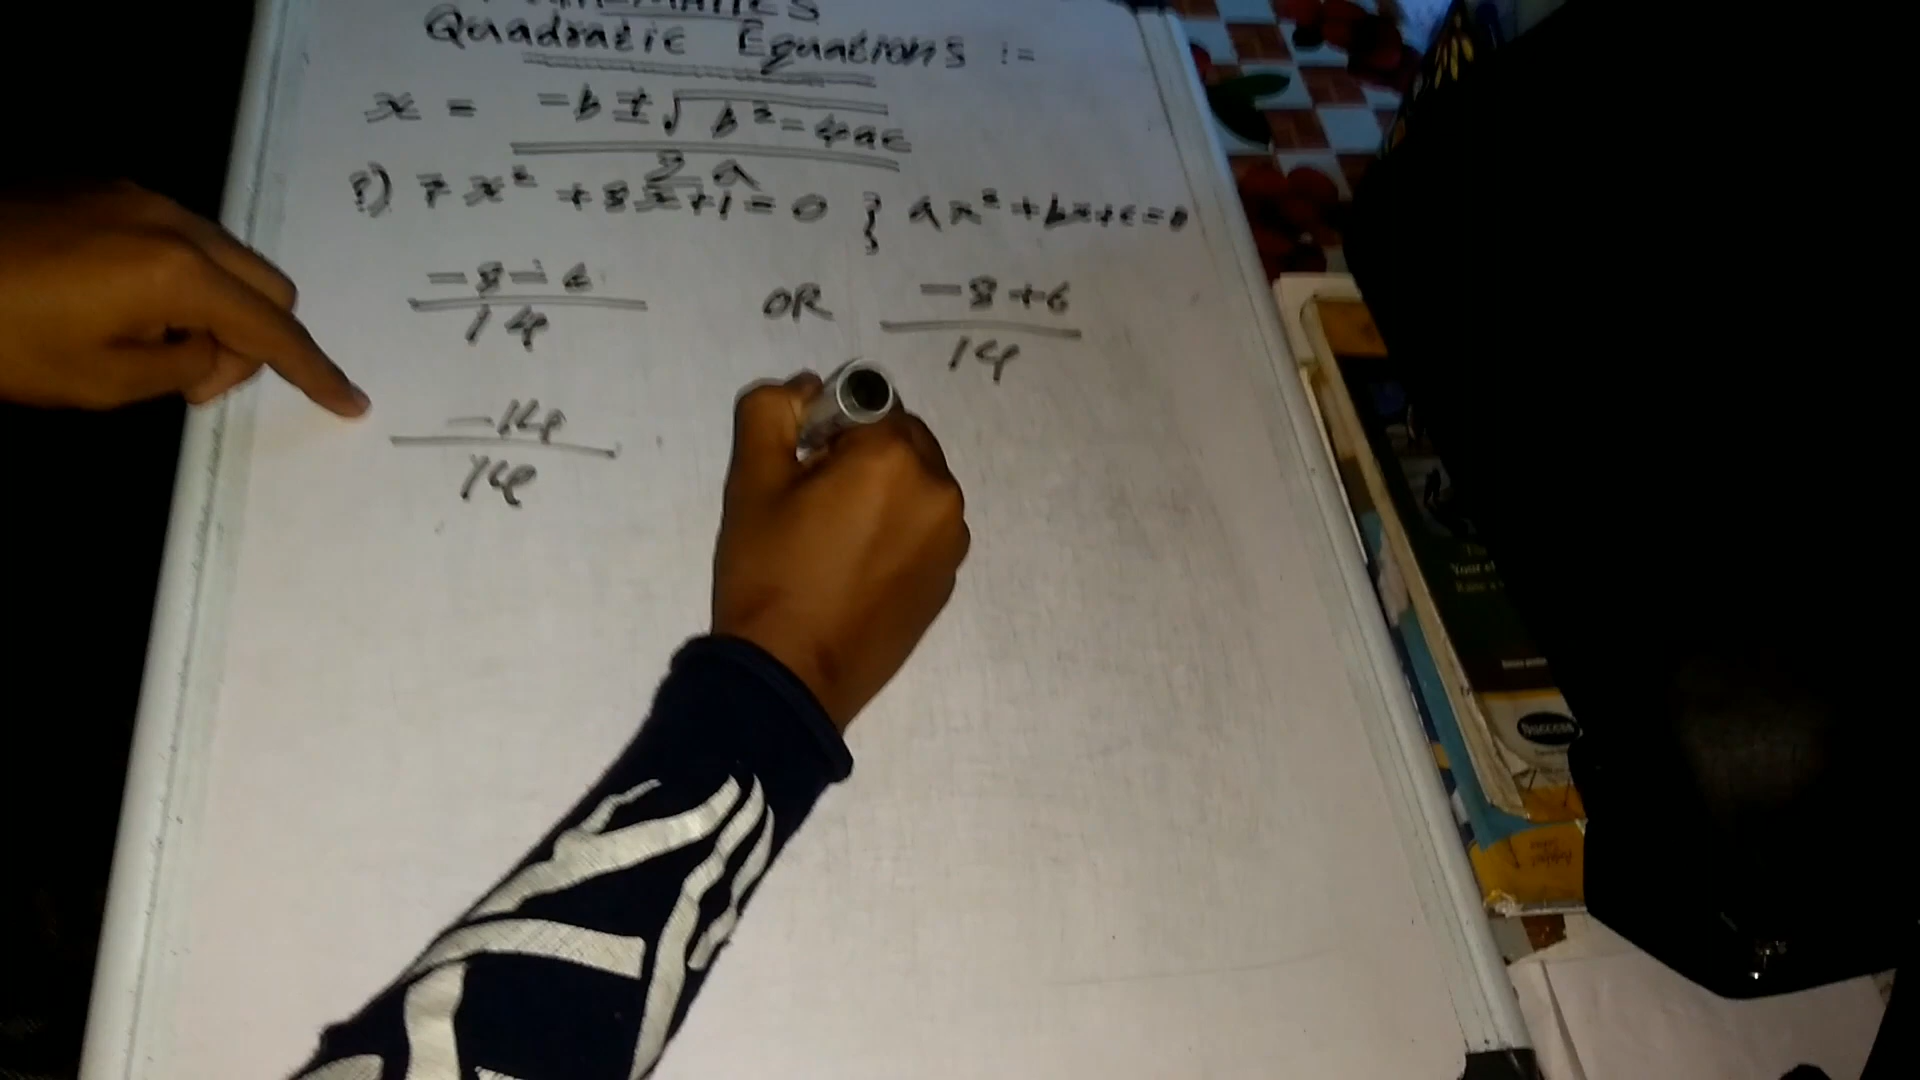 Quadratic Equations :-
x = -b ± √b² - 4ac
2a
i) 7x² + 8x + 1 = 0 } ax² + bx + c = 0
-8 - 6
14
OR
-8 + 6
14
-14
14
Success